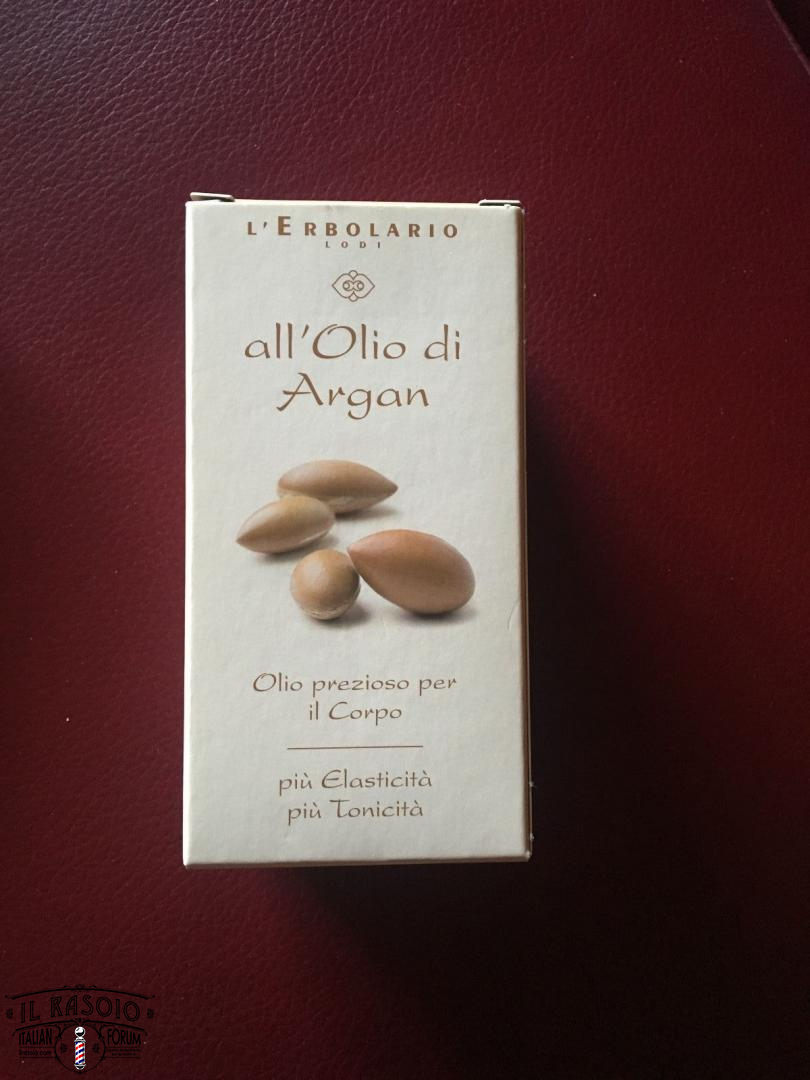 L'ERBOLARIO
LODI
all'Olio di
Argan
Olio prezioso per
il Corpo
più Elasticità
più Tonicità
IL RASOIO
ITALIAN FORUM